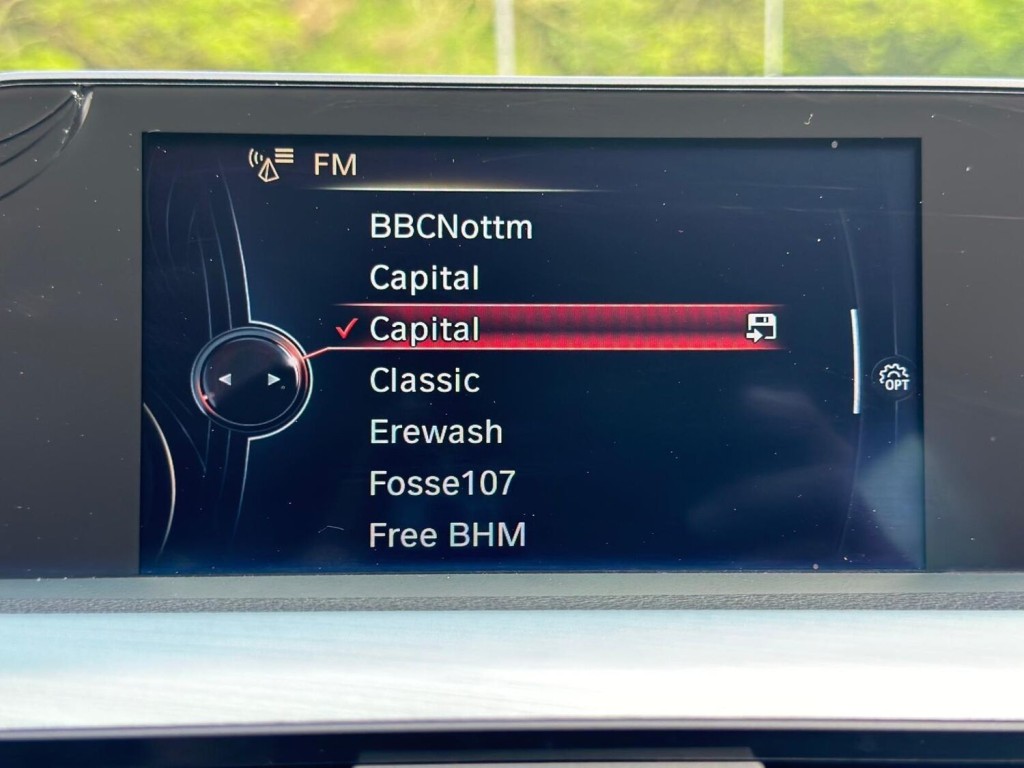 FM
BBCNottm
Capital
Capital
Classic
OPT
Erewash
Fosse107
Free BHM